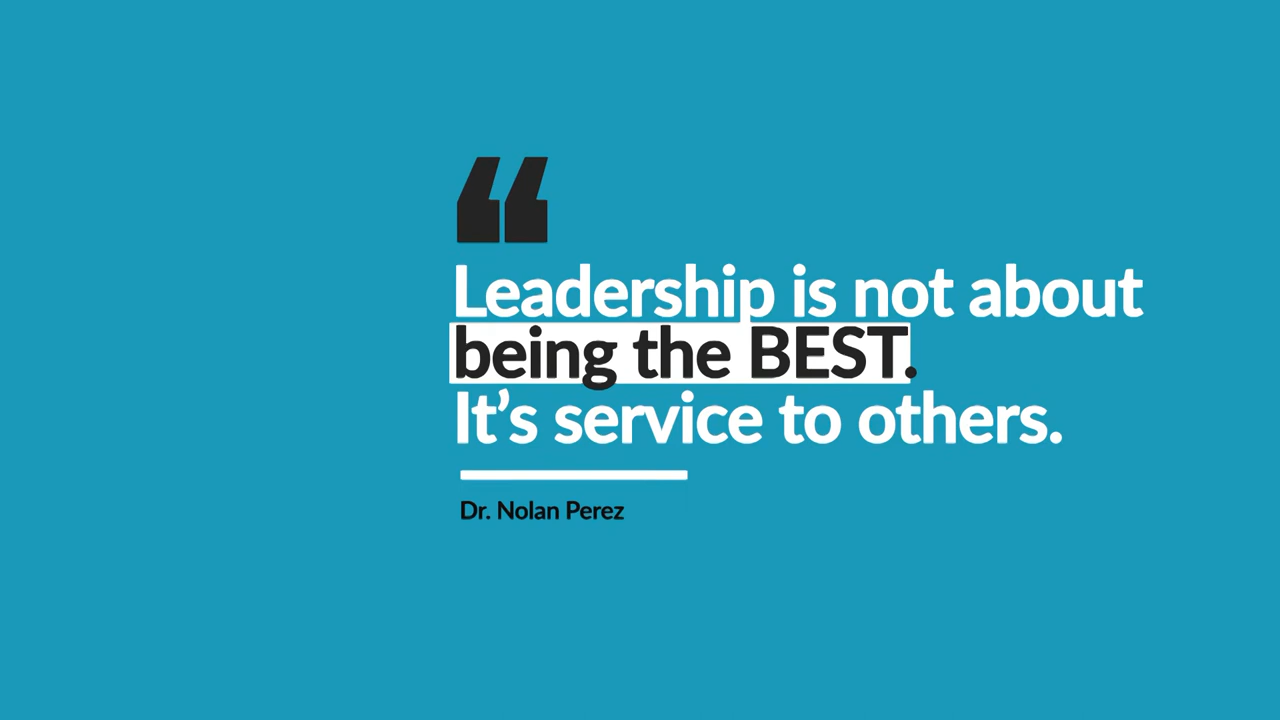 “
Leadership is not about
being the BEST.
It’s service to others.
Dr. Nolan Perez